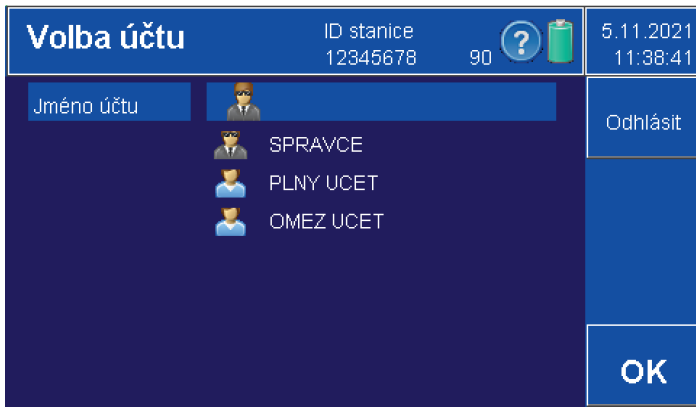 Volba účtu
ID stanice
12345678
90
?
5.11.2021
11:38:41
Jméno účtu
Odhlásit
SPRAVCE
PLNY UCET
OMEZ UCET
OK